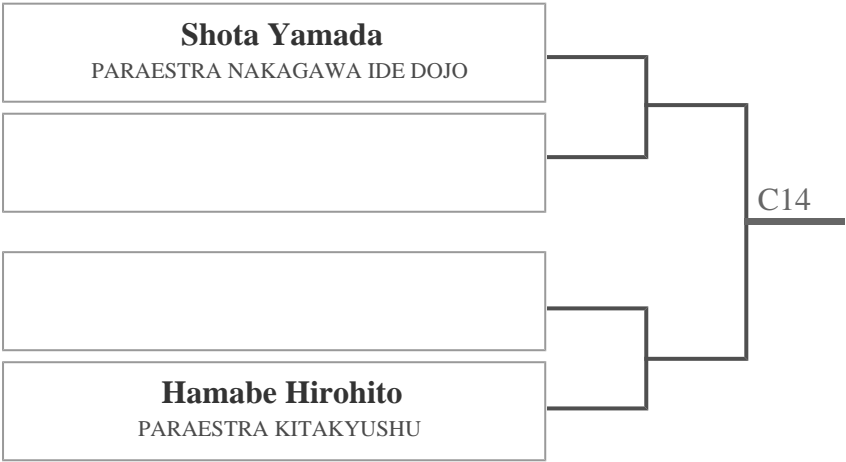 Shota Yamada
PARAESTRA NAKAGAWA IDE DOJO
C14
Hamabe Hirohito
PARAESTRA KITAKYUSHU